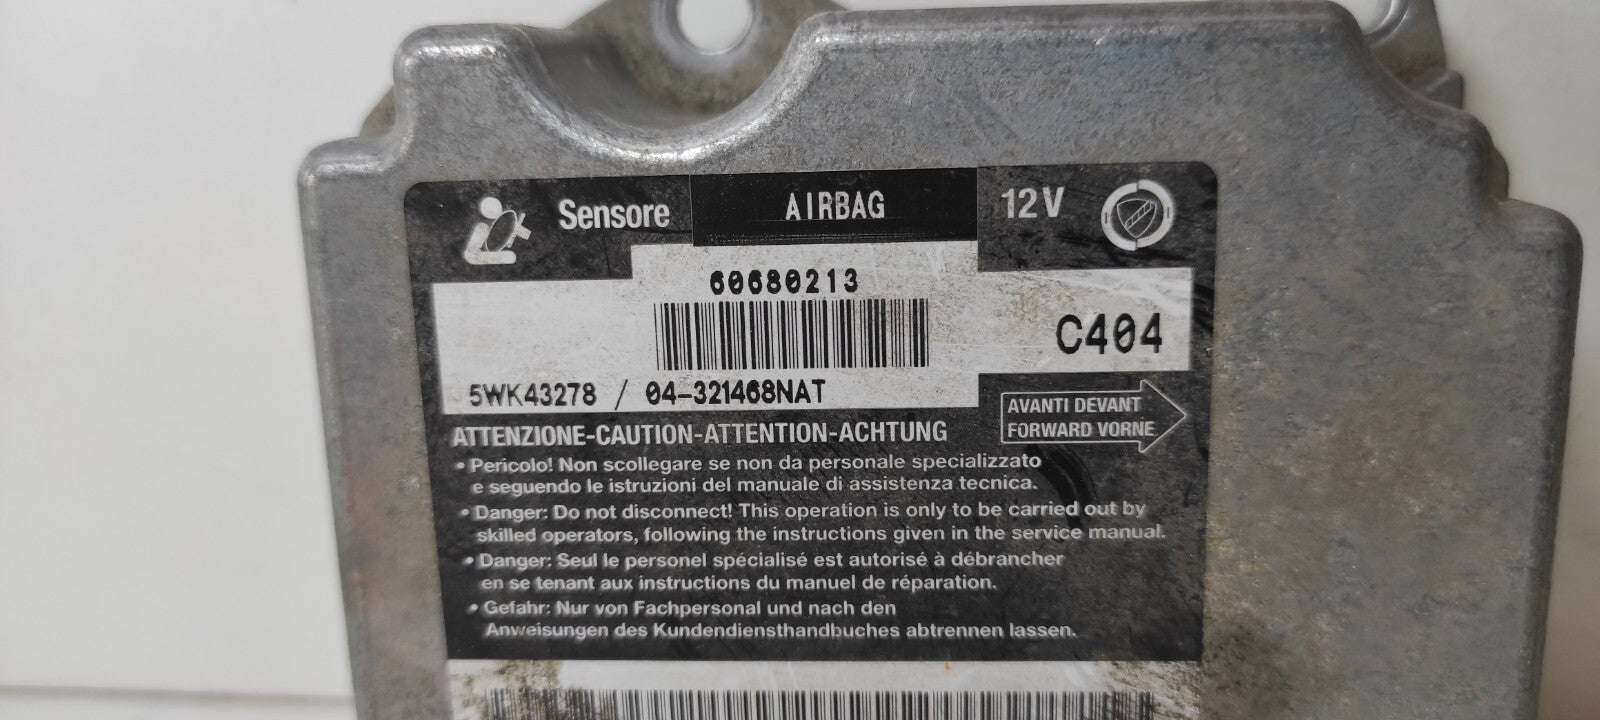 Sensore AIRBAG 12V
60680213
C404
5WK43278 / 04-321468NAT
AVANTI DEVANT
FORWARD VORNE
ATTENZIONE-CAUTION-ATTENTION-ACHTUNG
• Pericolo! Non scollegare se non da personale specializzato
e seguendo le istruzioni del manuale di assistenza tecnica.
• Danger: Do not disconnect! This operation is only to be carried out by
skilled operators, following the instructions given in the service manual.
• Danger: Seul le personel spécialisé est autorisé à débrancher
en se tenant aux instructions du manuel de réparation.
• Gefahr: Nur von Fachpersonal und nach den
Anweisungen des Kundendiensthandbuches abtrennen lassen.